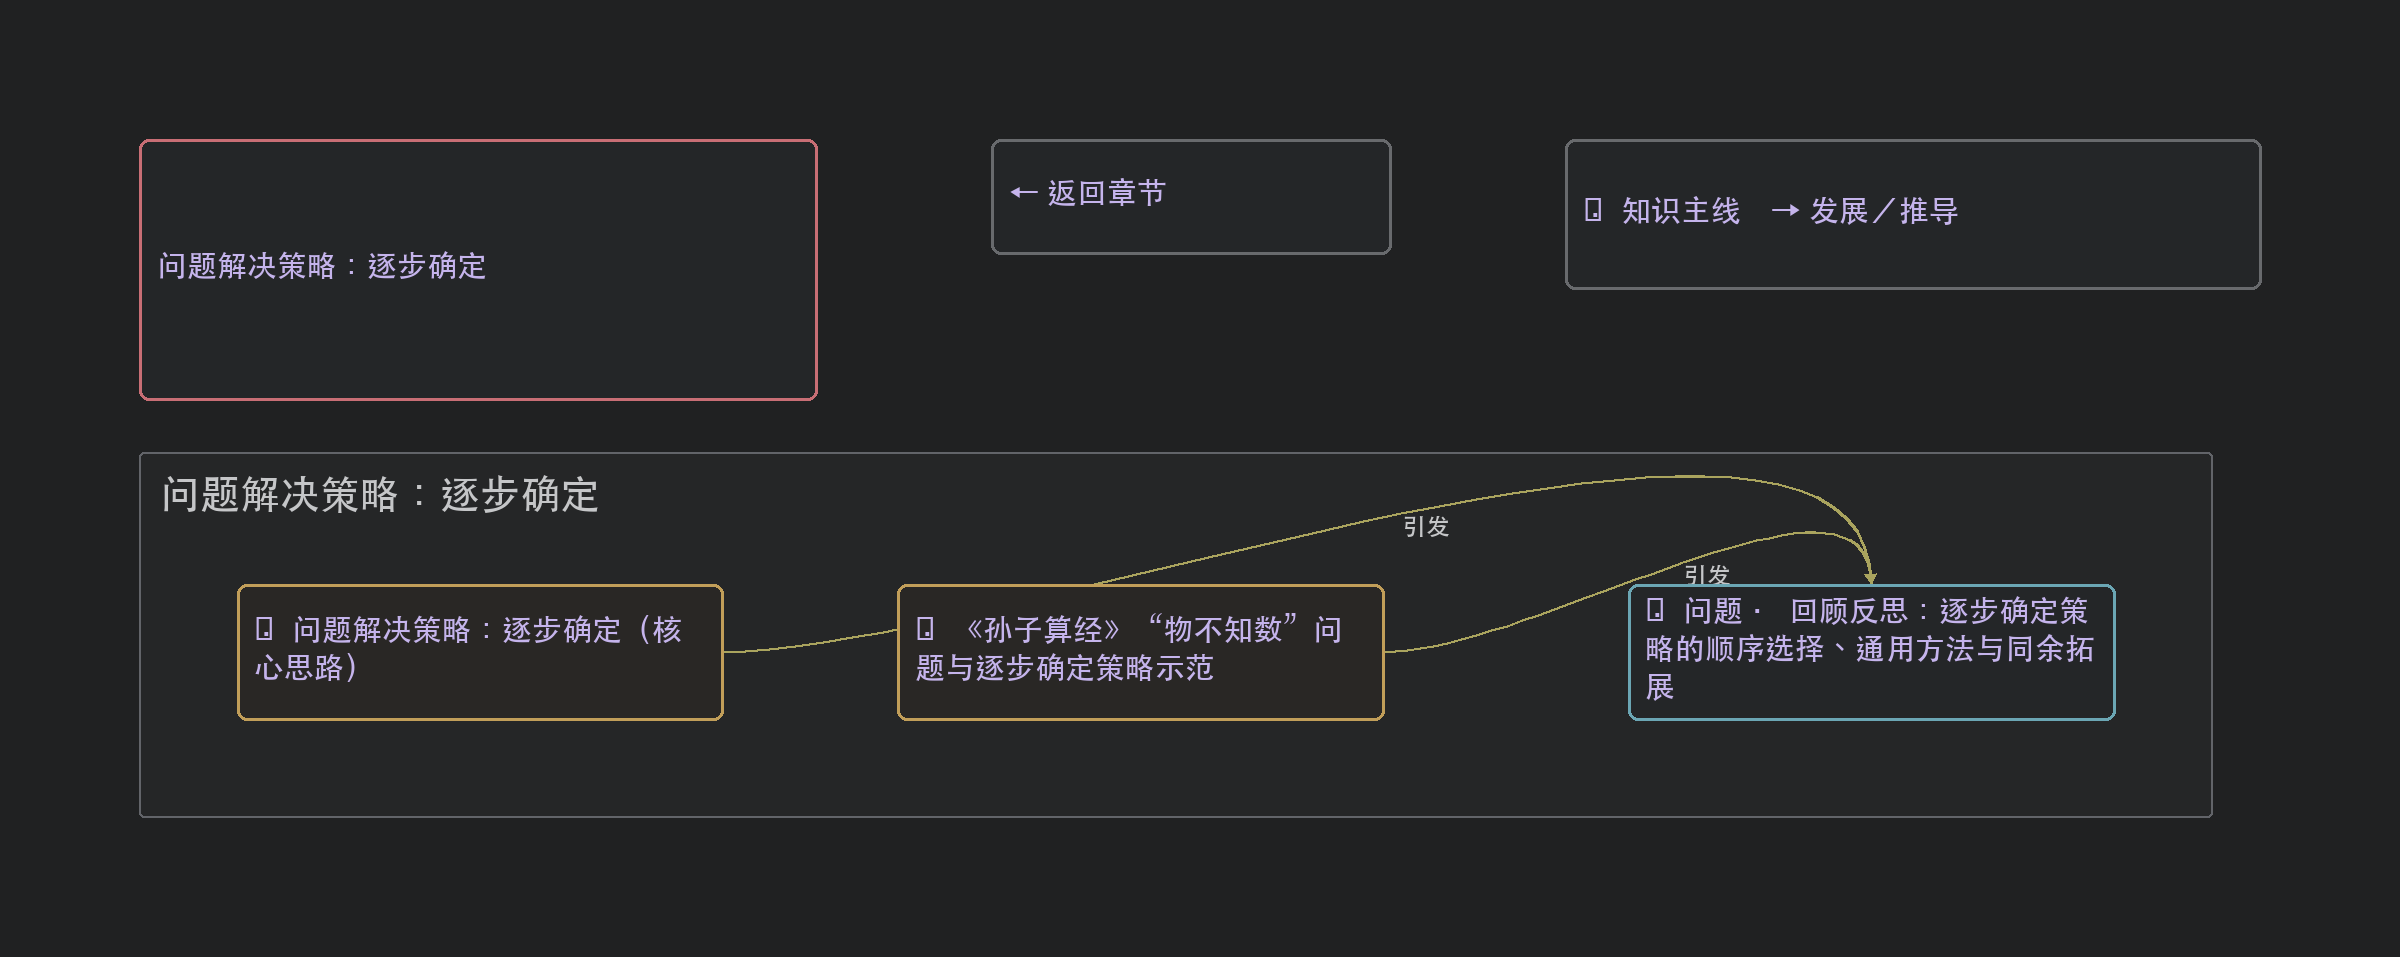 问题解决策略：逐步确定
← 返回章节
知识主线 → 发展／推导
问题解决策略：逐步确定
引发
引发
问题解决策略：逐步确定（核
心思路）
《孙子算经》“物不知数”问
题与逐步确定策略示范
问题· 回顾反思：逐步确定策
略的顺序选择、通用方法与同余拓
展